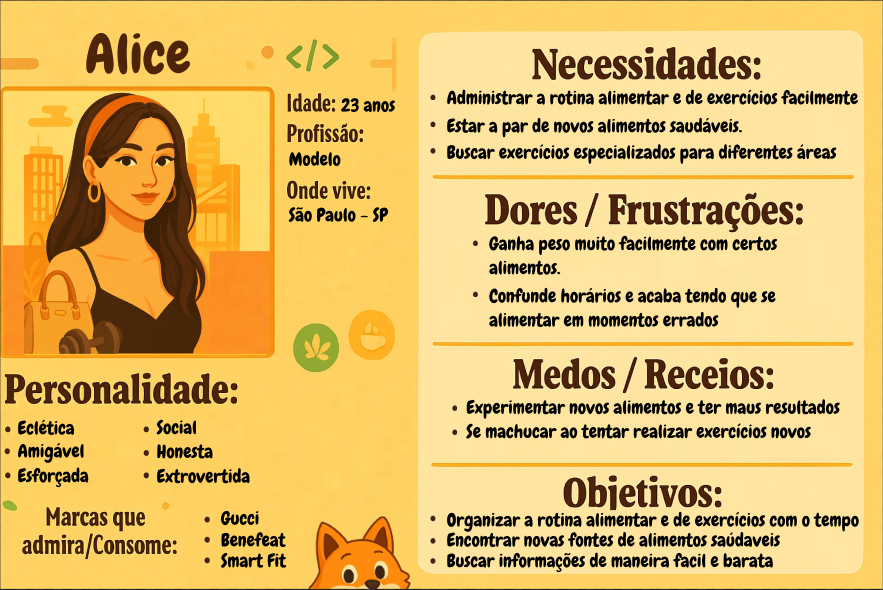 Alice
</>
Idade: 23 anos
Profissão:
Modelo
Onde vive:
São Paulo - SP
Personalidade:
• Eclética
• Amigável
• Esforçada
• Social
• Honesta
• Extrovertida
Marcas que
admira/Consome:
• Gucci
• Benefeat
• Smart Fit
Necessidades:
• Administrar a rotina alimentar e de exercícios facilmente
• Estar a par de novos alimentos saudáveis.
• Buscar exercícios especializados para diferentes áreas
Dores / Frustrações:
• Ganha peso muito facilmente com certos
alimentos.
• Confunde horários e acaba tendo que se
alimentar em momentos errados
Medos / Receios:
• Experimentar novos alimentos e ter maus resultados
• Se machucar ao tentar realizar exercícios novos
Objetivos:
• Organizar a rotina alimentar e de exercícios com o tempo
• Encontrar novas fontes de alimentos saúdaveis
• Buscar informações de maneira facil e barata